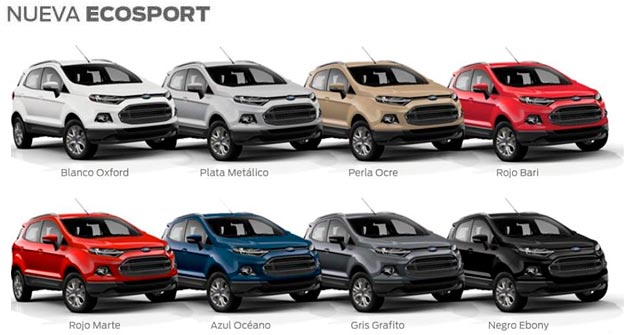 NUEVA ECOSPORT
Blanco Oxford
Plata Metálico
Perla Ocre
Rojo Bari
Rojo Marte
Azul Océano
Gris Grafito
Negro Ebony